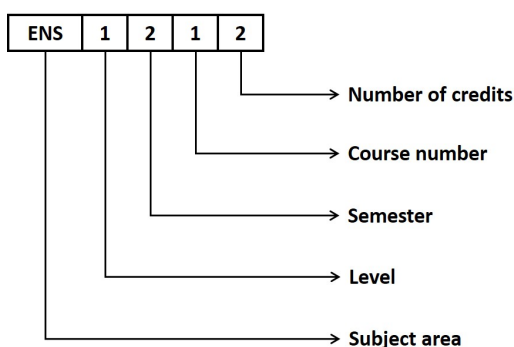 ENS 1 2 1 2
Number of credits
Course number
Semester
Level
Subject area